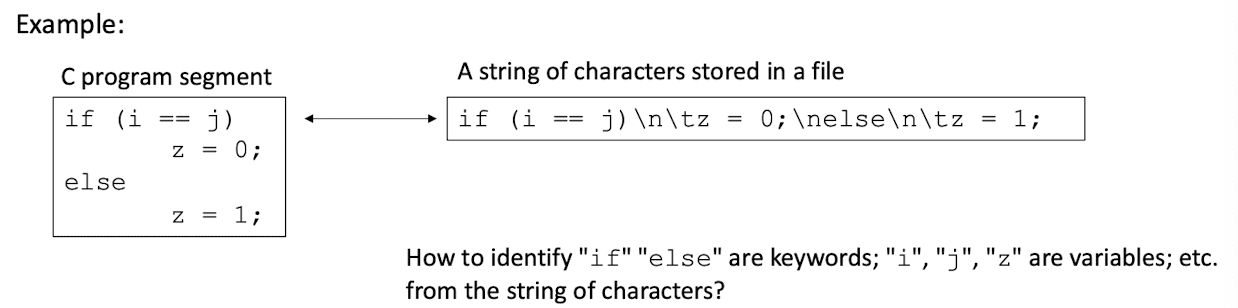 Example:
C program segment
A string of characters stored in a file
if (i == j)
z = 0;
else
z = 1;
if (i == j)\n\tz = 0;\nelse\n\tz = 1;
How to identify "if" "else" are keywords; "i", "j", "z" are variables; etc.
from the string of characters?